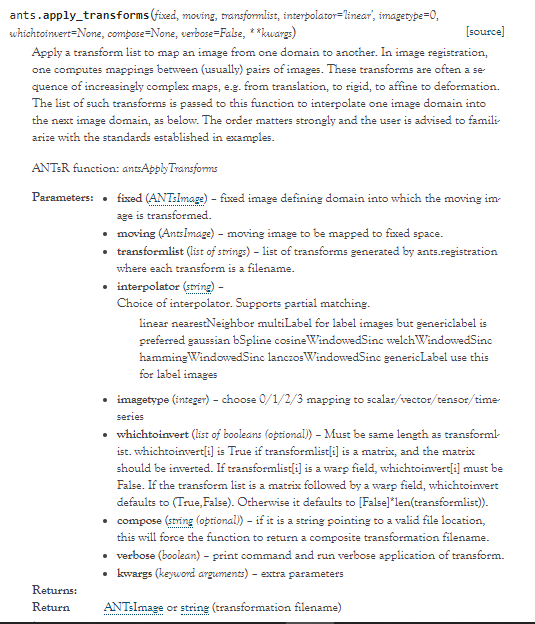 ants.apply_transforms(fixed, moving, transformlist, interpolator='linear', imagetype=0,
whichtoinvert=None, compose=None, verbose=False, **kwargs) [source]
Apply a transform list to map an image from one domain to another. In image registration,
one computes mappings between (usually) pairs of images. These transforms are often a se-
quence of increasingly complex maps, e.g. from translation, to rigid, to affine to deformation.
The list of such transforms is passed to this function to interpolate one image domain into
the next image domain, as below. The order matters strongly and the user is advised to famili-
arize with the standards established in examples.
ANTsR function: antsApplyTransforms
Parameters: • fixed (ANTsImage) – fixed image defining domain into which the moving im-
age is transformed.
• moving (AntsImage) – moving image to be mapped to fixed space.
• transformlist (list of strings) – list of transforms generated by ants.registration
where each transform is a filename.
• interpolator (string) –
Choice of interpolator. Supports partial matching.
linear nearestNeighbor multiLabel for label images but genericlabel is
preferred gaussian bSpline cosineWindowedSinc welchWindowedSinc
hammingWindowedSinc lanczosWindowedSinc genericLabel use this
for label images
• imagetype (integer) – choose 0/1/2/3 mapping to scalar/vector/tensor/time-
series
• whichtoinvert (list of booleans (optional)) – Must be same length as transforml-
ist. whichtoinvert[i] is True if transformlist[i] is a matrix, and the matrix
should be inverted. If transformlist[i] is a warp field, whichtoinvert[i] must be
False. If the transform list is a matrix followed by a warp field, whichtoinvert
defaults to (True,False). Otherwise it defaults to [False]*len(transformlist)).
• compose (string (optional)) – if it is a string pointing to a valid file location,
this will force the function to return a composite transformation filename.
• verbose (boolean) – print command and run verbose application of transform.
• kwargs (keyword arguments) – extra parameters
Returns:
Return ANTsImage or string (transformation filename)